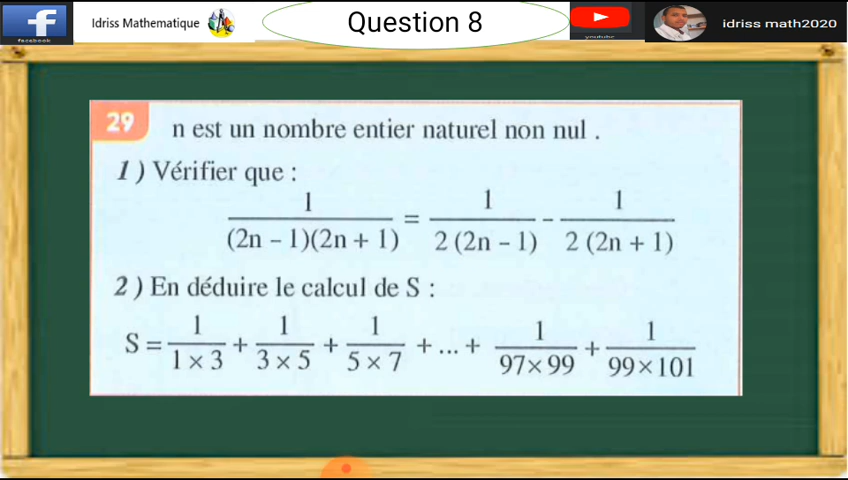 facebook
Idriss Mathematique
Question 8
youtube
idriss math2020
29
n est un nombre entier naturel non nul .
1 ) Vérifier que :
1/((2n – 1)(2n + 1)) = 1/(2 (2n – 1)) - 1/(2 (2n + 1))
2 ) En déduire le calcul de S :
S = 1/(1 × 3) + 1/(3 × 5) + 1/(5 × 7) + ... + 1/(97× 99) + 1/(99×101)